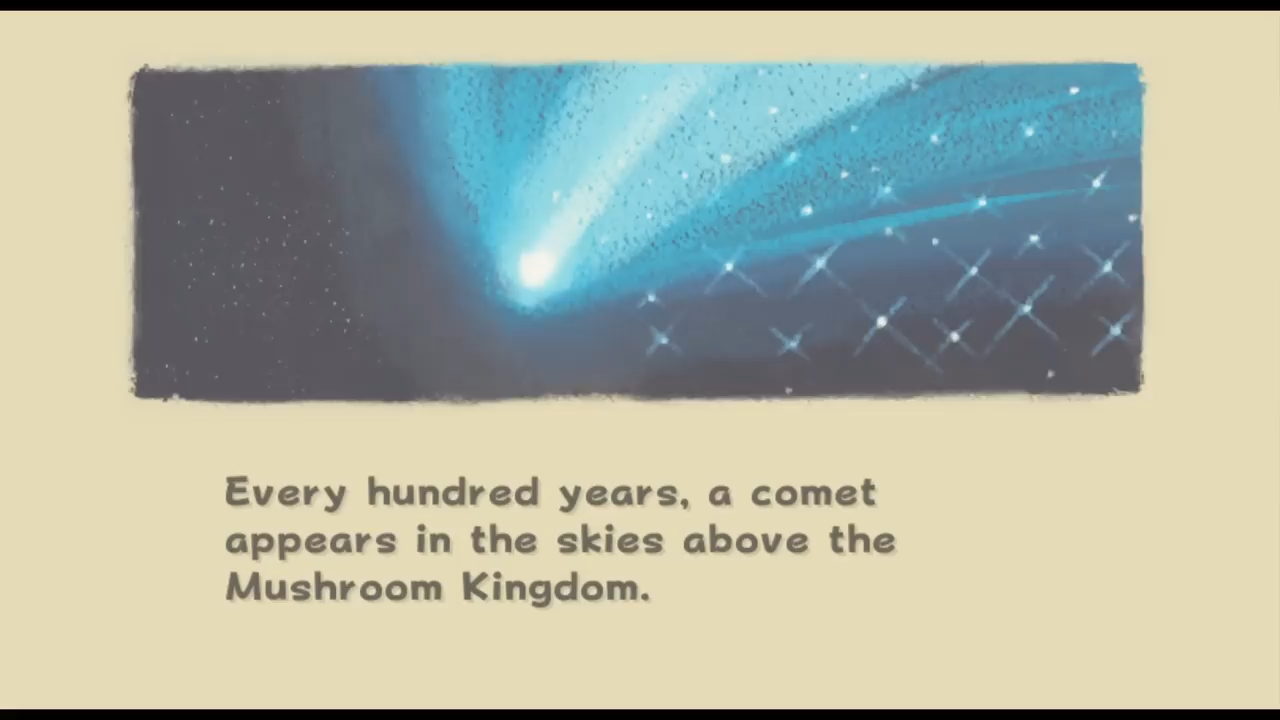 Every hundred years, a comet
appears in the skies above the
Mushroom Kingdom.